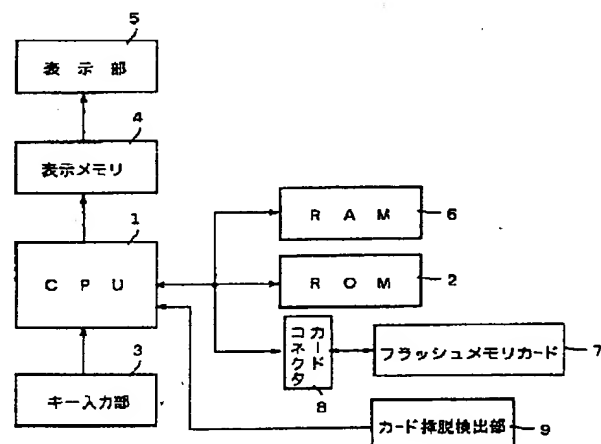 5
表示部
4
表示メモリ
1
CPU
3
キー入力部
RAM
6
ROM
2
カード
コネクタ
8
フラッシュメモリカード
7
カード挿脱検出部
9